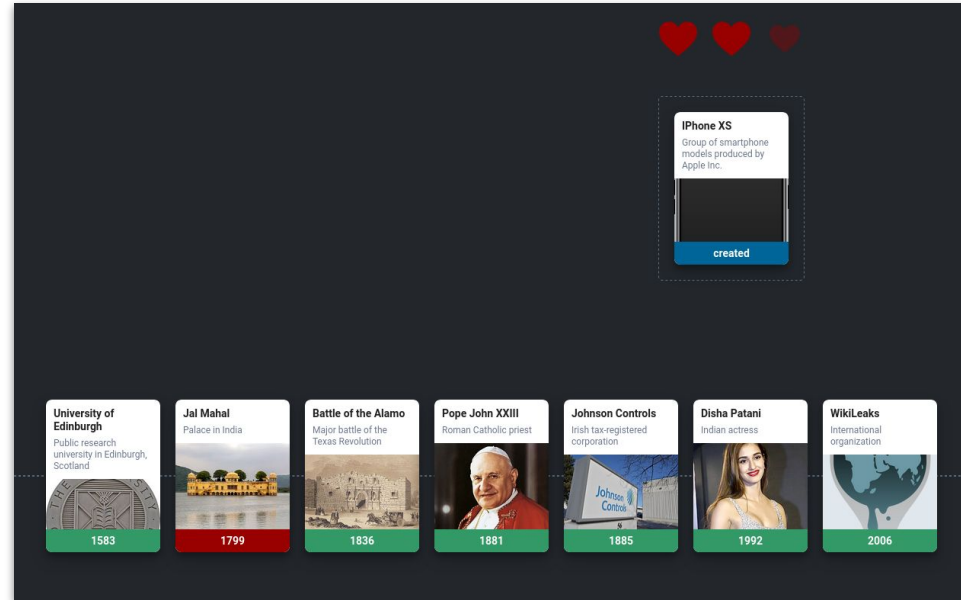 IPhone XS
Group of smartphone
models produced by
Apple Inc.
created
University of
Edinburgh
Public research
university in Edinburgh,
Scotland
1583
Jal Mahal
Palace in India
1799
Battle of the Alamo
Major battle of the
Texas Revolution
1836
Pope John XXIII
Roman Catholic priest
1881
Johnson Controls
Irish tax-registered
corporation
Johnson
Controls
1885
Disha Patani
Indian actress
1992
WikiLeaks
International
organization
2006